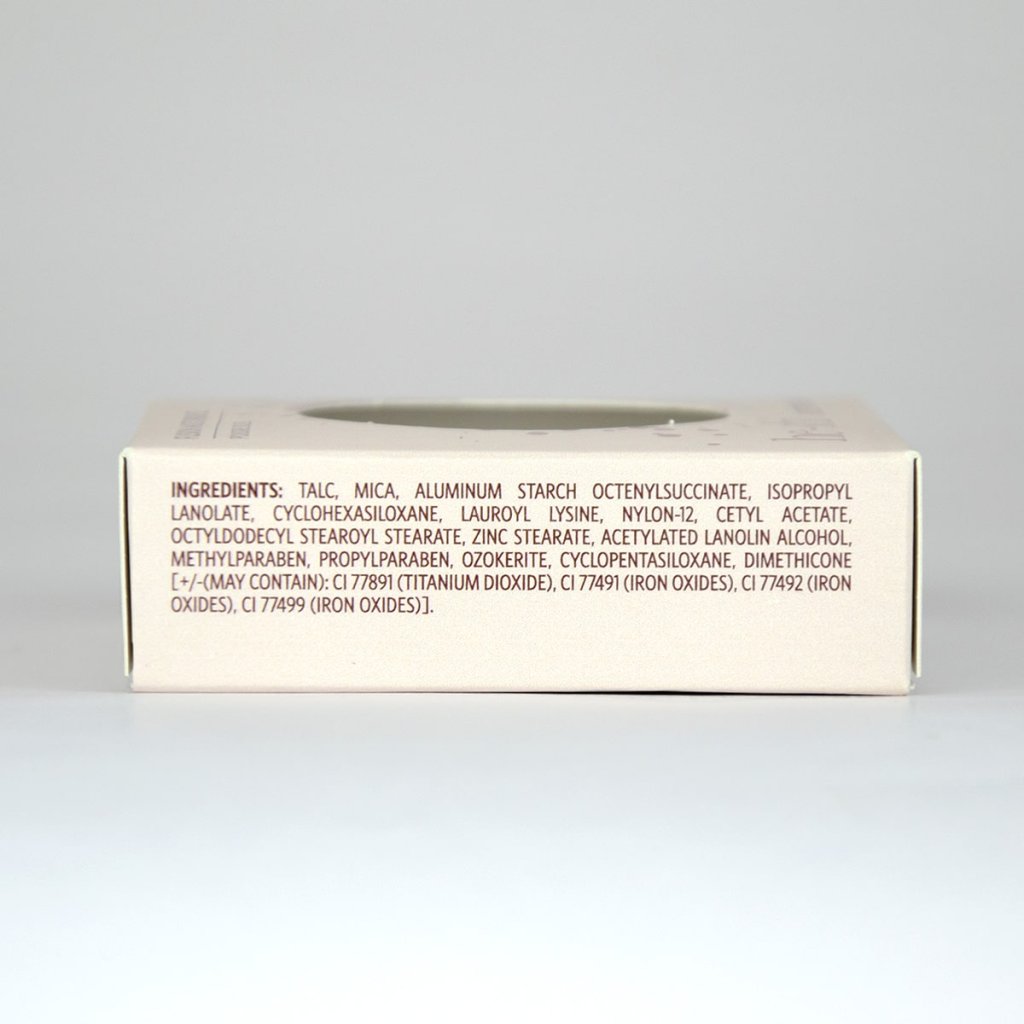 INGREDIENTS: TALC, MICA, ALUMINUM STARCH OCTENYLSUCCINATE, ISOPROPYL
LANOLATE, CYCLOHEXASILOXANE, LAUROYL LYSINE, NYLON-12, CETYL ACETATE,
OCTYLDODECYL STEAROYL STEARATE, ZINC STEARATE, ACETYLATED LANOLIN ALCOHOL,
METHYLPARABEN, PROPYLPARABEN, OZOKERITE, CYCLOPENTASILOXANE, DIMETHICONE
[+/-(MAY CONTAIN): CI 77891 (TITANIUM DIOXIDE), CI 77491 (IRON OXIDES), CI 77492 (IRON
OXIDES), CI 77499 (IRON OXIDES)].